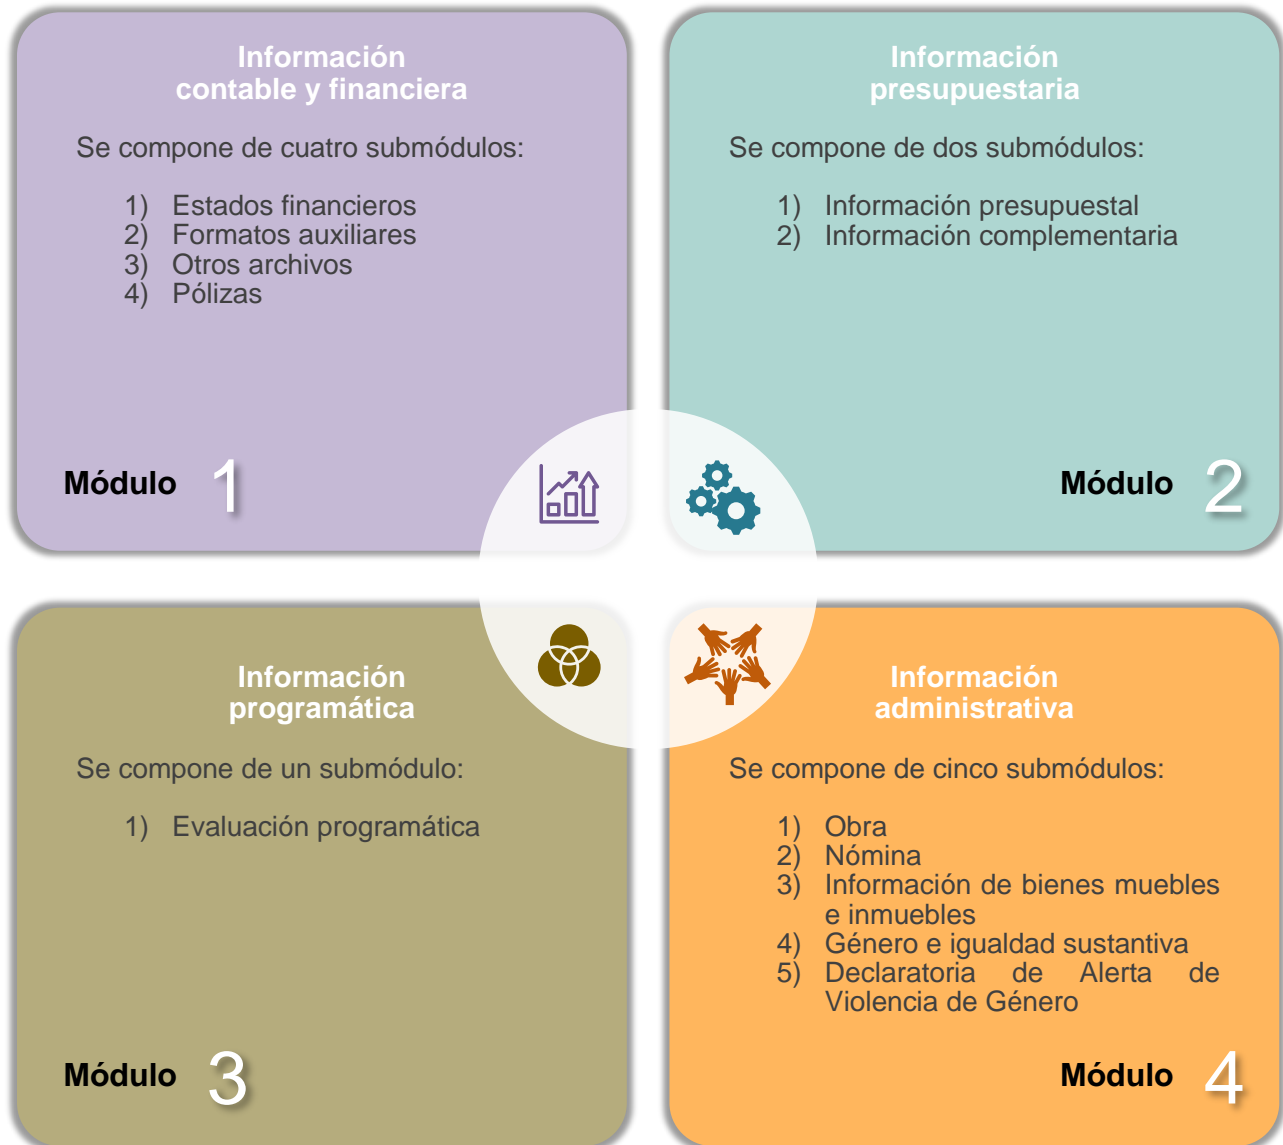 Información
contable y financiera
Se compone de cuatro submódulos:
1) Estados financieros
2) Formatos auxiliares
3) Otros archivos
4) Pólizas
Módulo 1
Información
presupuestaria
Se compone de dos submódulos:
1) Información presupuestal
2) Información complementaria
Módulo 2
Información
programática
Se compone de un submódulo:
1) Evaluación programática
Módulo 3
Información
administrativa
Se compone de cinco submódulos:
1) Obra
2) Nómina
3) Información de bienes muebles
e inmuebles
4) Género e igualdad sustantiva
5) Declaratoria de Alerta de
Violencia de Género
Módulo 4